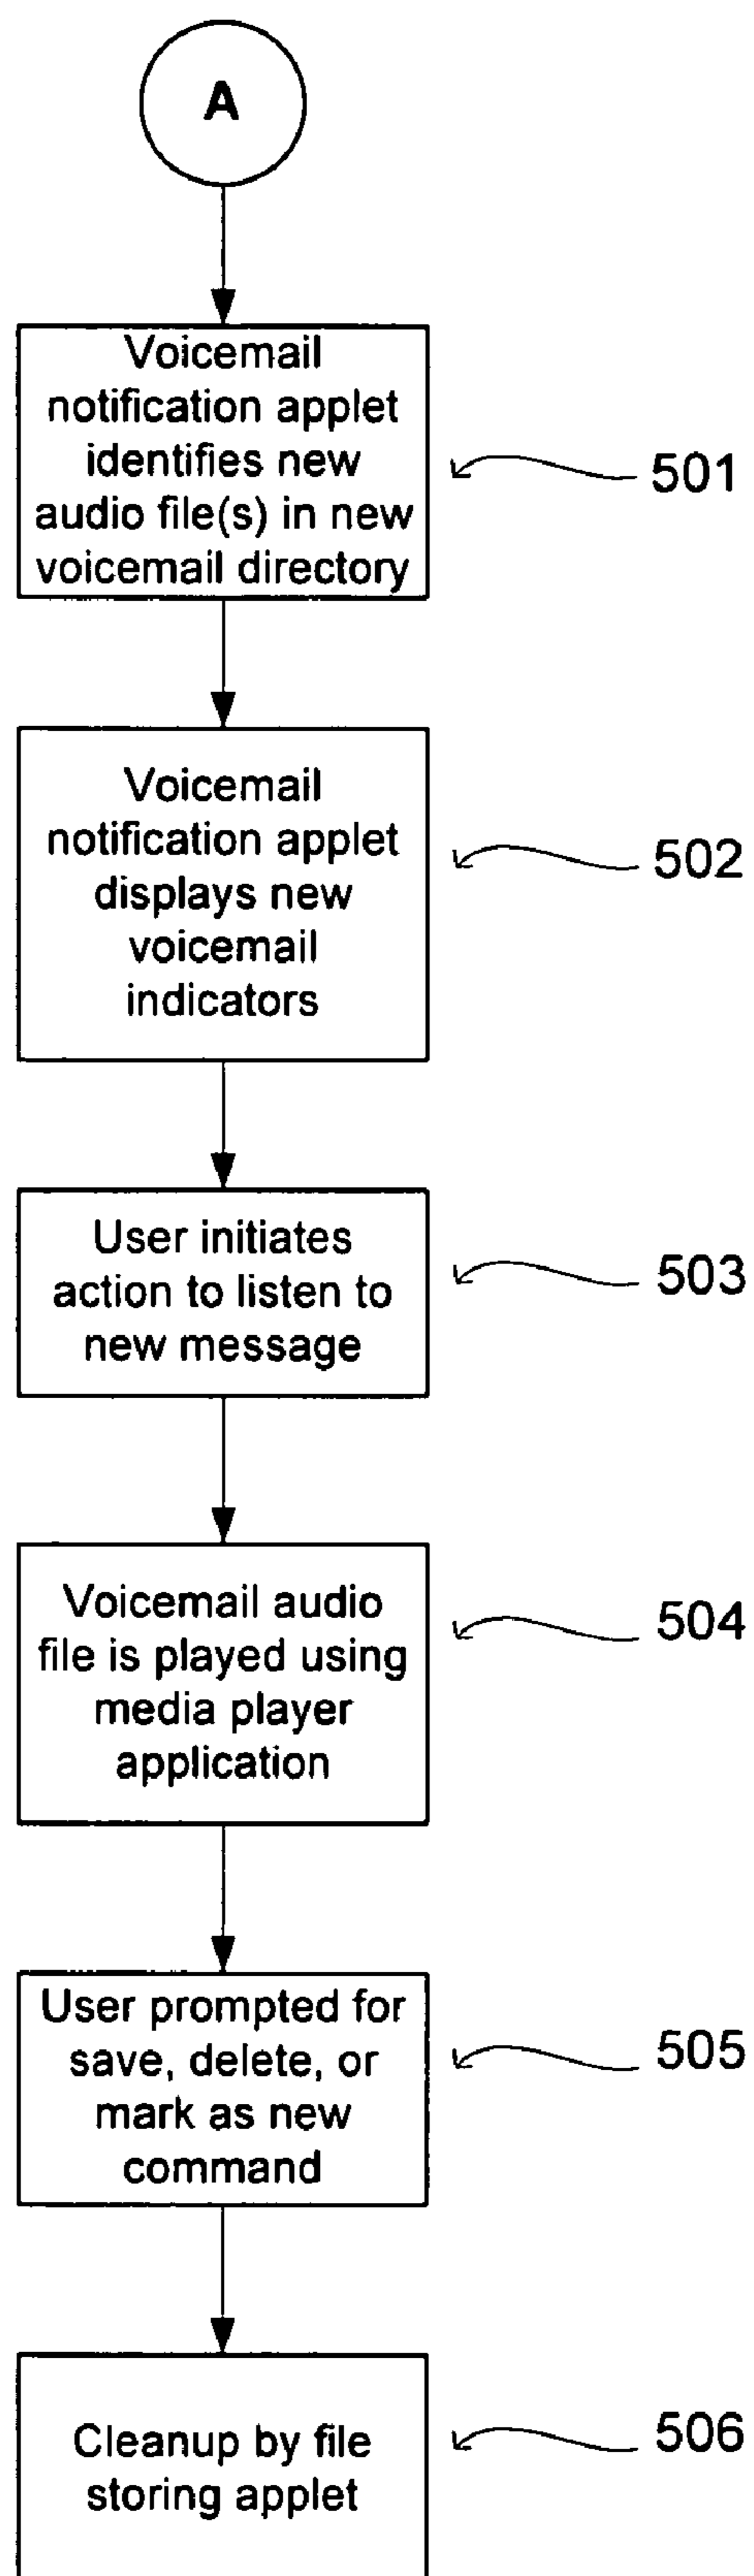 A
Voicemail
notification applet
identifies new
audio file(s) in new
voicemail directory
501
Voicemail
notification applet
displays new
voicemail
indicators
502
User initiates
action to listen to
new message
503
Voicemail audio
file is played using
media player
application
504
User prompted for
save, delete, or
mark as new
command
505
Cleanup by file
storing applet
506